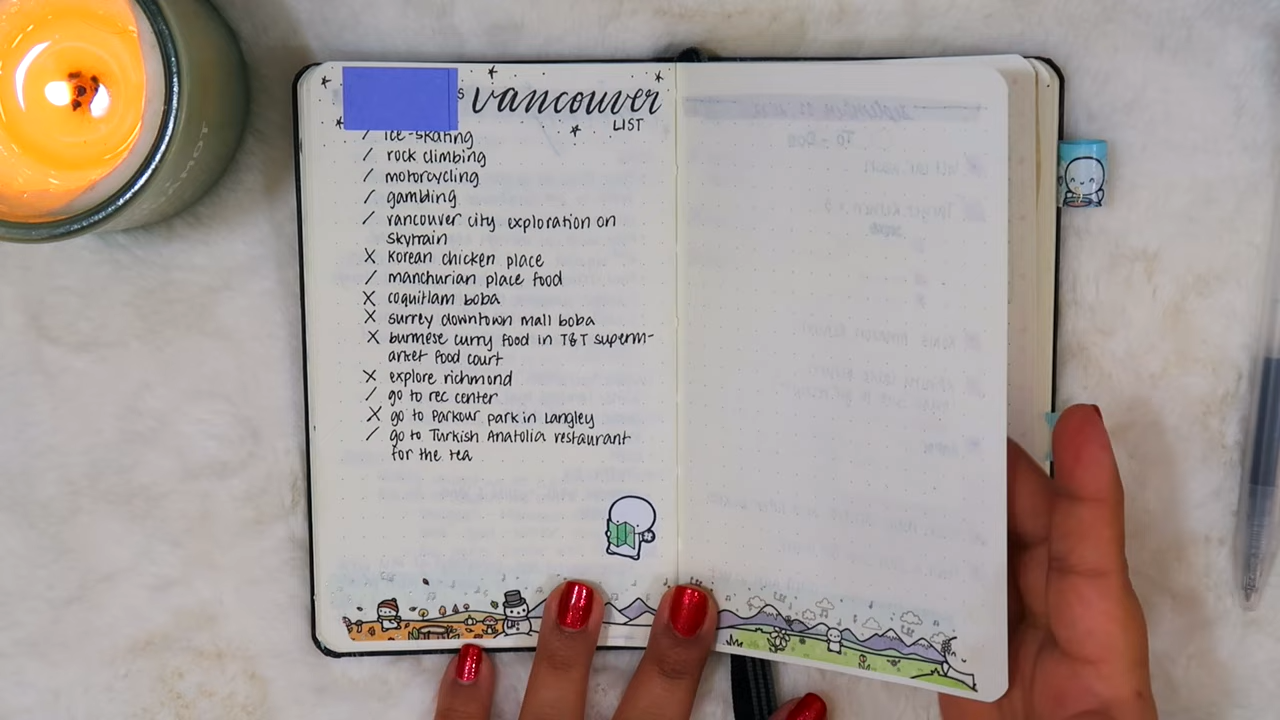 s vancouver
LIST
/ ice-skating
/ rock climbing
/ motorcycling
/ gambling
/ vancouver city exploration on
skytrain
X Korean chicken place
/ manchurian place food
X coquitlam boba
X surrey downtown mall boba
X burmese curry food in T&T superm-
arket food court
X explore richmond
/ go to rec center
X go to Parkour park in Langley
/ go to Turkish Anatolia restaurant
for the tea